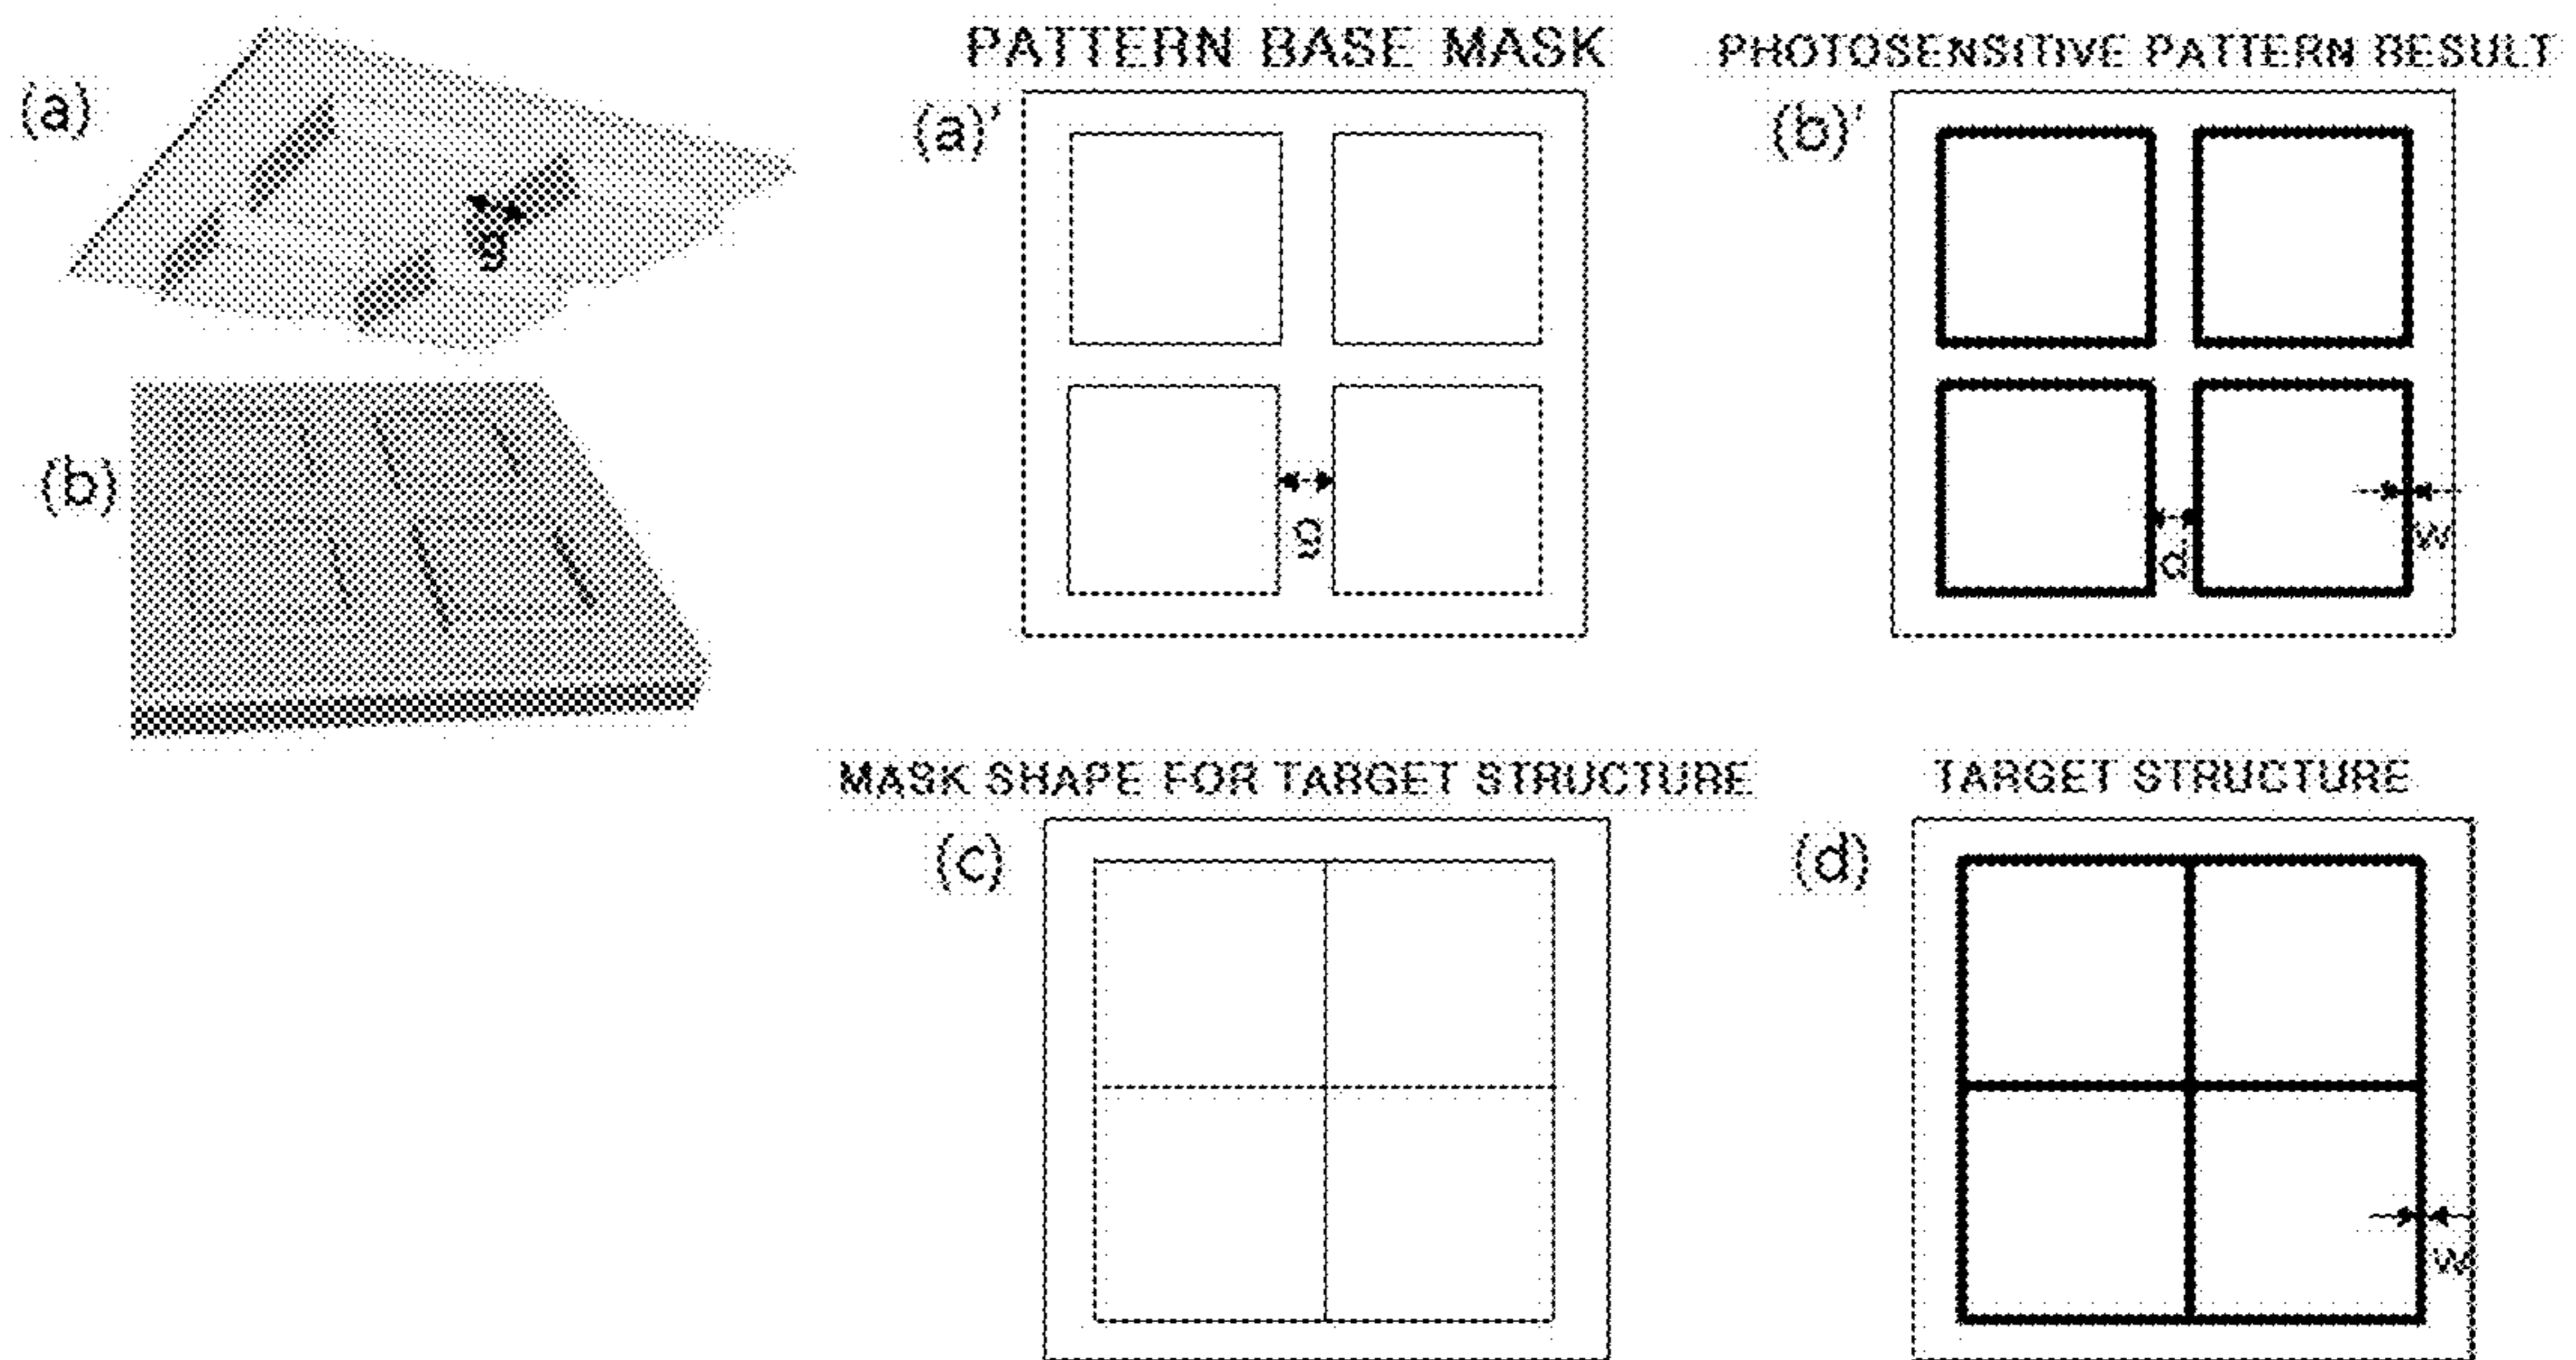 PATTERN BASE MASK
PHOTOSENSITIVE PATTERN RESULT
(a)
(a)'
(b)'
g
(b)
g
d
w
MASK SHAPE FOR TARGET STRUCTURE
TARGET STRUCTURE
(c)
(d)
w